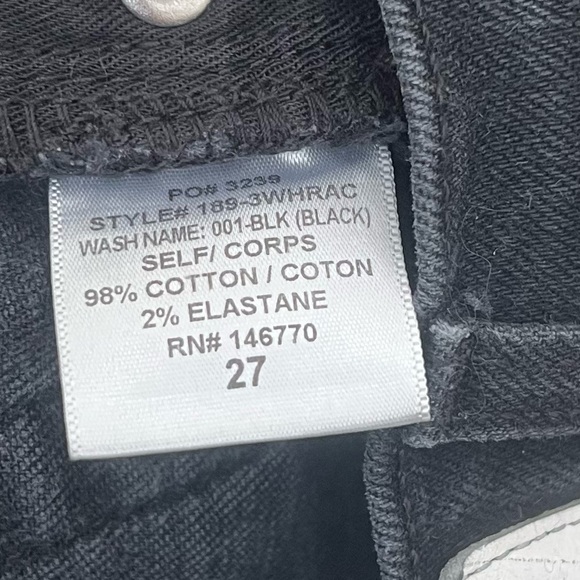 PO# 3239
STYLE# 189-3WHRAC
WASH NAME: 001-BLK (BLACK)
SELF/ CORPS
98% COTTON / COTON
2% ELASTANE
RN# 146770
27